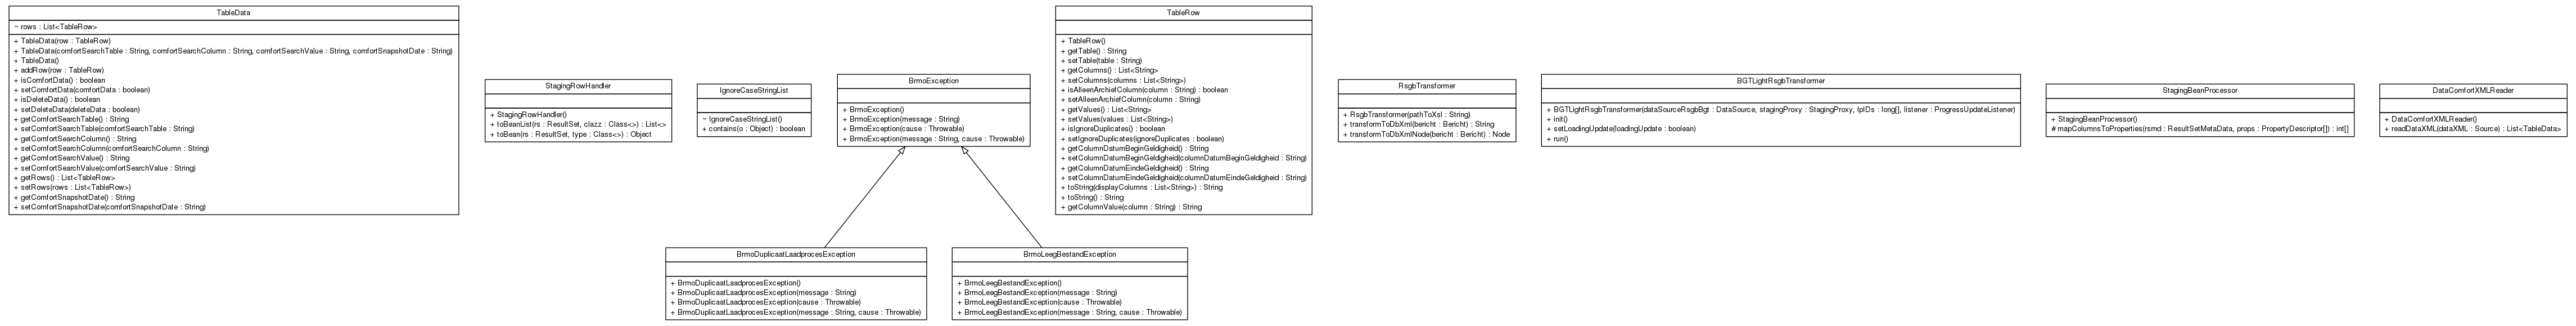 TableData
~ rows : List<TableRow>
+ TableData(row : TableRow)
+ TableData(comfortSearchTable : String, comfortSearchColumn : String, comfortSearchValue : String, comfortSnapshotDate : String)
+ TableData()
+ addRow(row : TableRow)
+ isComfortData() : boolean
+ setComfortData(comfortData : boolean)
+ isDeleteData() : boolean
+ setDeleteData(deleteData : boolean)
+ getComfortSearchTable() : String
+ setComfortSearchTable(comfortSearchTable : String)
+ getComfortSearchColumn() : String
+ setComfortSearchColumn(comfortSearchColumn : String)
+ getComfortSearchValue() : String
+ setComfortSearchValue(comfortSearchValue : String)
+ getRows() : List<TableRow>
+ setRows(rows : List<TableRow>)
+ getComfortSnapshotDate() : String
+ setComfortSnapshotDate(comfortSnapshotDate : String)
StagingRowHandler
+ StagingRowHandler()
+ toBeanList(rs : ResultSet, clazz : Class<>) : List<>
+ toBean(rs : ResultSet, type : Class<>) : Object
IgnoreCaseStringList
~ IgnoreCaseStringList()
+ contains(o : Object) : boolean
BrmoException
+ BrmoException()
+ BrmoException(message : String)
+ BrmoException(cause : Throwable)
+ BrmoException(message : String, cause : Throwable)
TableRow
+ TableRow()
+ getTable() : String
+ setTable(table : String)
+ getColumns() : List<String>
+ setColumns(columns : List<String>)
+ isAlleenArchiefColumn(column : String) : boolean
+ setAlleenArchiefColumn(column : String)
+ getValues() : List<String>
+ setValues(values : List<String>)
+ isIgnoreDuplicates() : boolean
+ setIgnoreDuplicates(ignoreDuplicates : boolean)
+ getColumnDatumBeginGeldigheid() : String
+ setColumnDatumBeginGeldigheid(columnDatumBeginGeldigheid : String)
+ getColumnDatumEindeGeldigheid() : String
+ setColumnDatumEindeGeldigheid(columnDatumEindeGeldigheid : String)
+ toString(displayColumns : List<String>) : String
+ toString() : String
+ getColumnValue(column : String) : String
RsgbTransformer
+ RsgbTransformer(pathToXsl : String)
+ transformToDbXml(bericht : Bericht) : String
+ transformToDbXmlNode(bericht : Bericht) : Node
BGTLightRsgbTransformer
+ BGTLightRsgbTransformer(dataSourceRsgbBgt : DataSource, stagingProxy : StagingProxy, lpIDs : long[], listener : ProgressUpdateListener)
+ init()
+ setLoadingUpdate(loadingUpdate : boolean)
+ run()
StagingBeanProcessor
+ StagingBeanProcessor()
# mapColumnsToProperties(rsmd : ResultSetMetaData, props : PropertyDescriptor[]) : int[]
DataComfortXMLReader
+ DataComfortXMLReader()
+ readDataXML(dataXML : Source) : List<TableData>
BrmoDuplicaatLaadprocesException
+ BrmoDuplicaatLaadprocesException()
+ BrmoDuplicaatLaadprocesException(message : String)
+ BrmoDuplicaatLaadprocesException(cause : Throwable)
+ BrmoDuplicaatLaadprocesException(message : String, cause : Throwable)
BrmoLeegBestandException
+ BrmoLeegBestandException()
+ BrmoLeegBestandException(message : String)
+ BrmoLeegBestandException(cause : Throwable)
+ BrmoLeegBestandException(message : String, cause : Throwable)